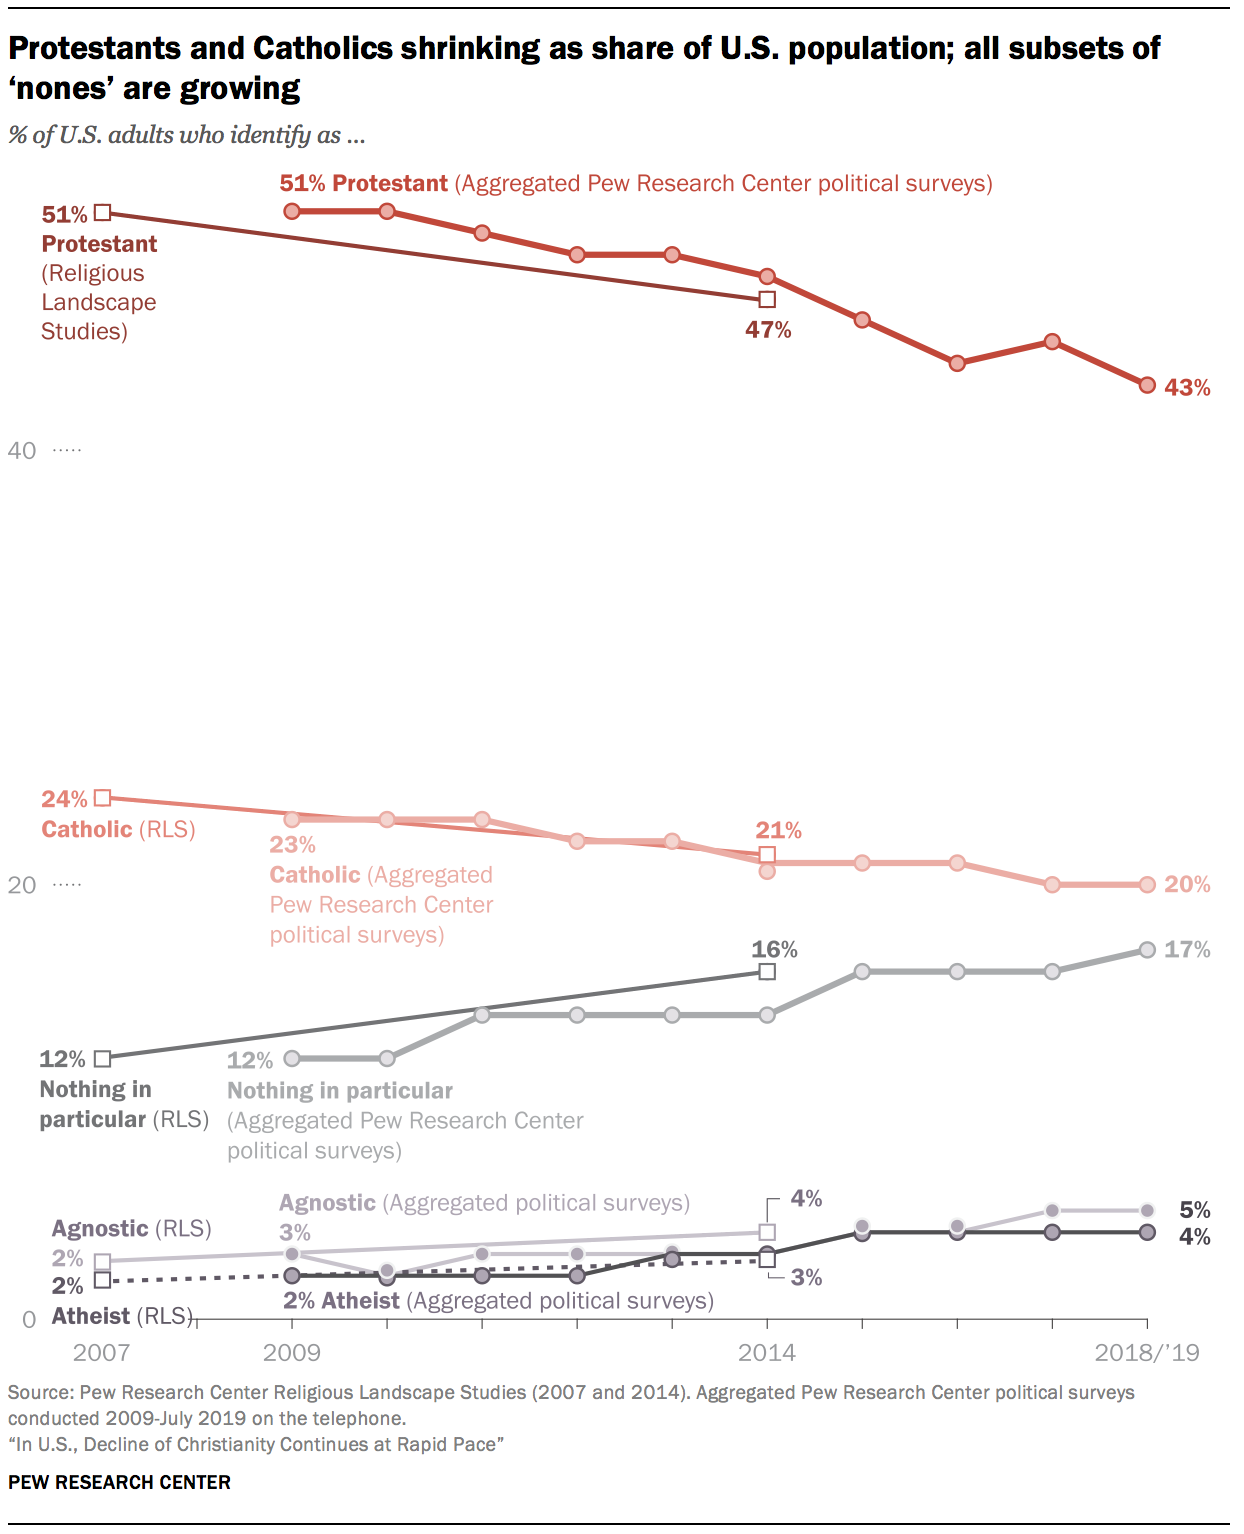 Protestants and Catholics shrinking as share of U.S. population; all subsets of
‘nones’ are growing
% of U.S. adults who identify as ...
51% Protestant (Aggregated Pew Research Center political surveys)
51%
Protestant
(Religious
Landscape
Studies)
47%
43%
40
24%
Catholic (RLS)
23%
Catholic (Aggregated
Pew Research Center
political surveys)
21%
20%
20
16%
17%
12%
Nothing in
particular (RLS)
12%
Nothing in particular
(Aggregated Pew Research Center
political surveys)
Agnostic (RLS)
2%
Agnostic (Aggregated political surveys)
3%
4%
5%
4%
2%
Atheist (RLS)
2% Atheist (Aggregated political surveys)
3%
0
2007 2009 2014 2018/’19
Source: Pew Research Center Religious Landscape Studies (2007 and 2014). Aggregated Pew Research Center political surveys
conducted 2009-July 2019 on the telephone.
“In U.S., Decline of Christianity Continues at Rapid Pace”
PEW RESEARCH CENTER